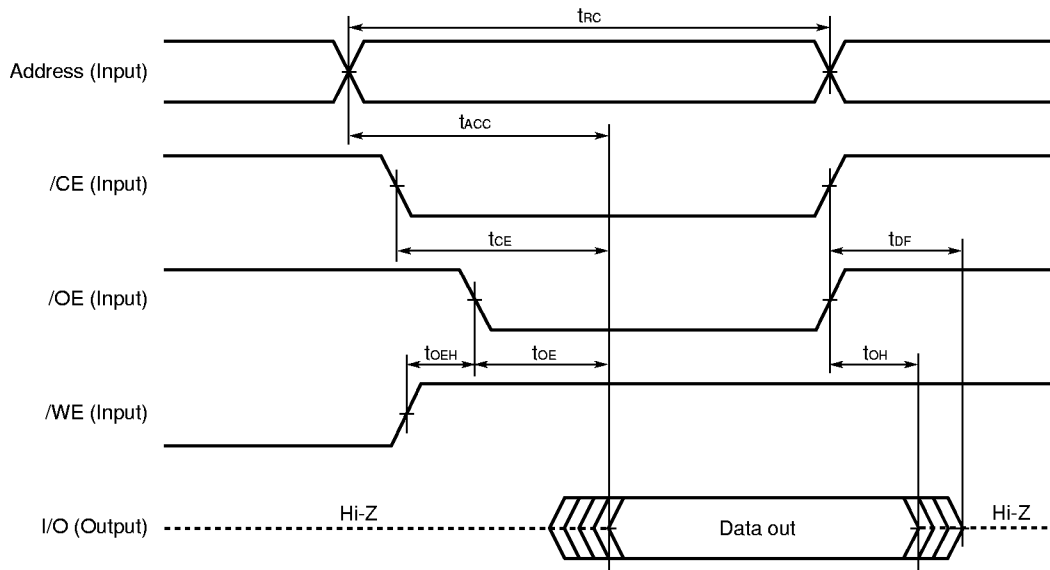 tRC
Address (Input)
tACC
/CE (Input)
tCE
tDF
/OE (Input)
tOEH
tOE
tOH
/WE (Input)
Hi-Z
I/O (Output)
Data out
Hi-Z